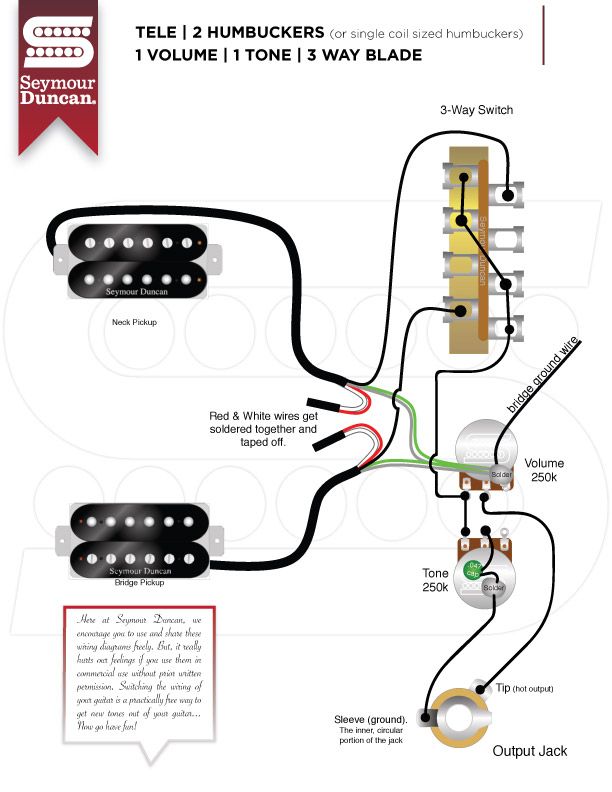 Seymour
Duncan.
TELE | 2 HUMBUCKERS (or single coil sized humbuckers)
1 VOLUME | 1 TONE | 3 WAY BLADE
3-Way Switch
Seymour Duncan
Seymour Duncan
Neck Pickup
bridge ground wire
Red & White wires get
soldered together and
taped off.
Volume
250k
Solder
Seymour Duncan
Bridge Pickup
Tone
250k
.047
cap
Solder
Here at Seymour Duncan, we
encourage you to use and share these
wiring diagrams freely. But, it really
hurts our feelings if you use them in
commercial use without prior written
permission. Switching the wiring of
your guitar is a practically free way to
get new tones out of your guitar...
Now go have fun!
Tip (hot output)
Sleeve (ground).
The inner, circular
portion of the jack
Output Jack